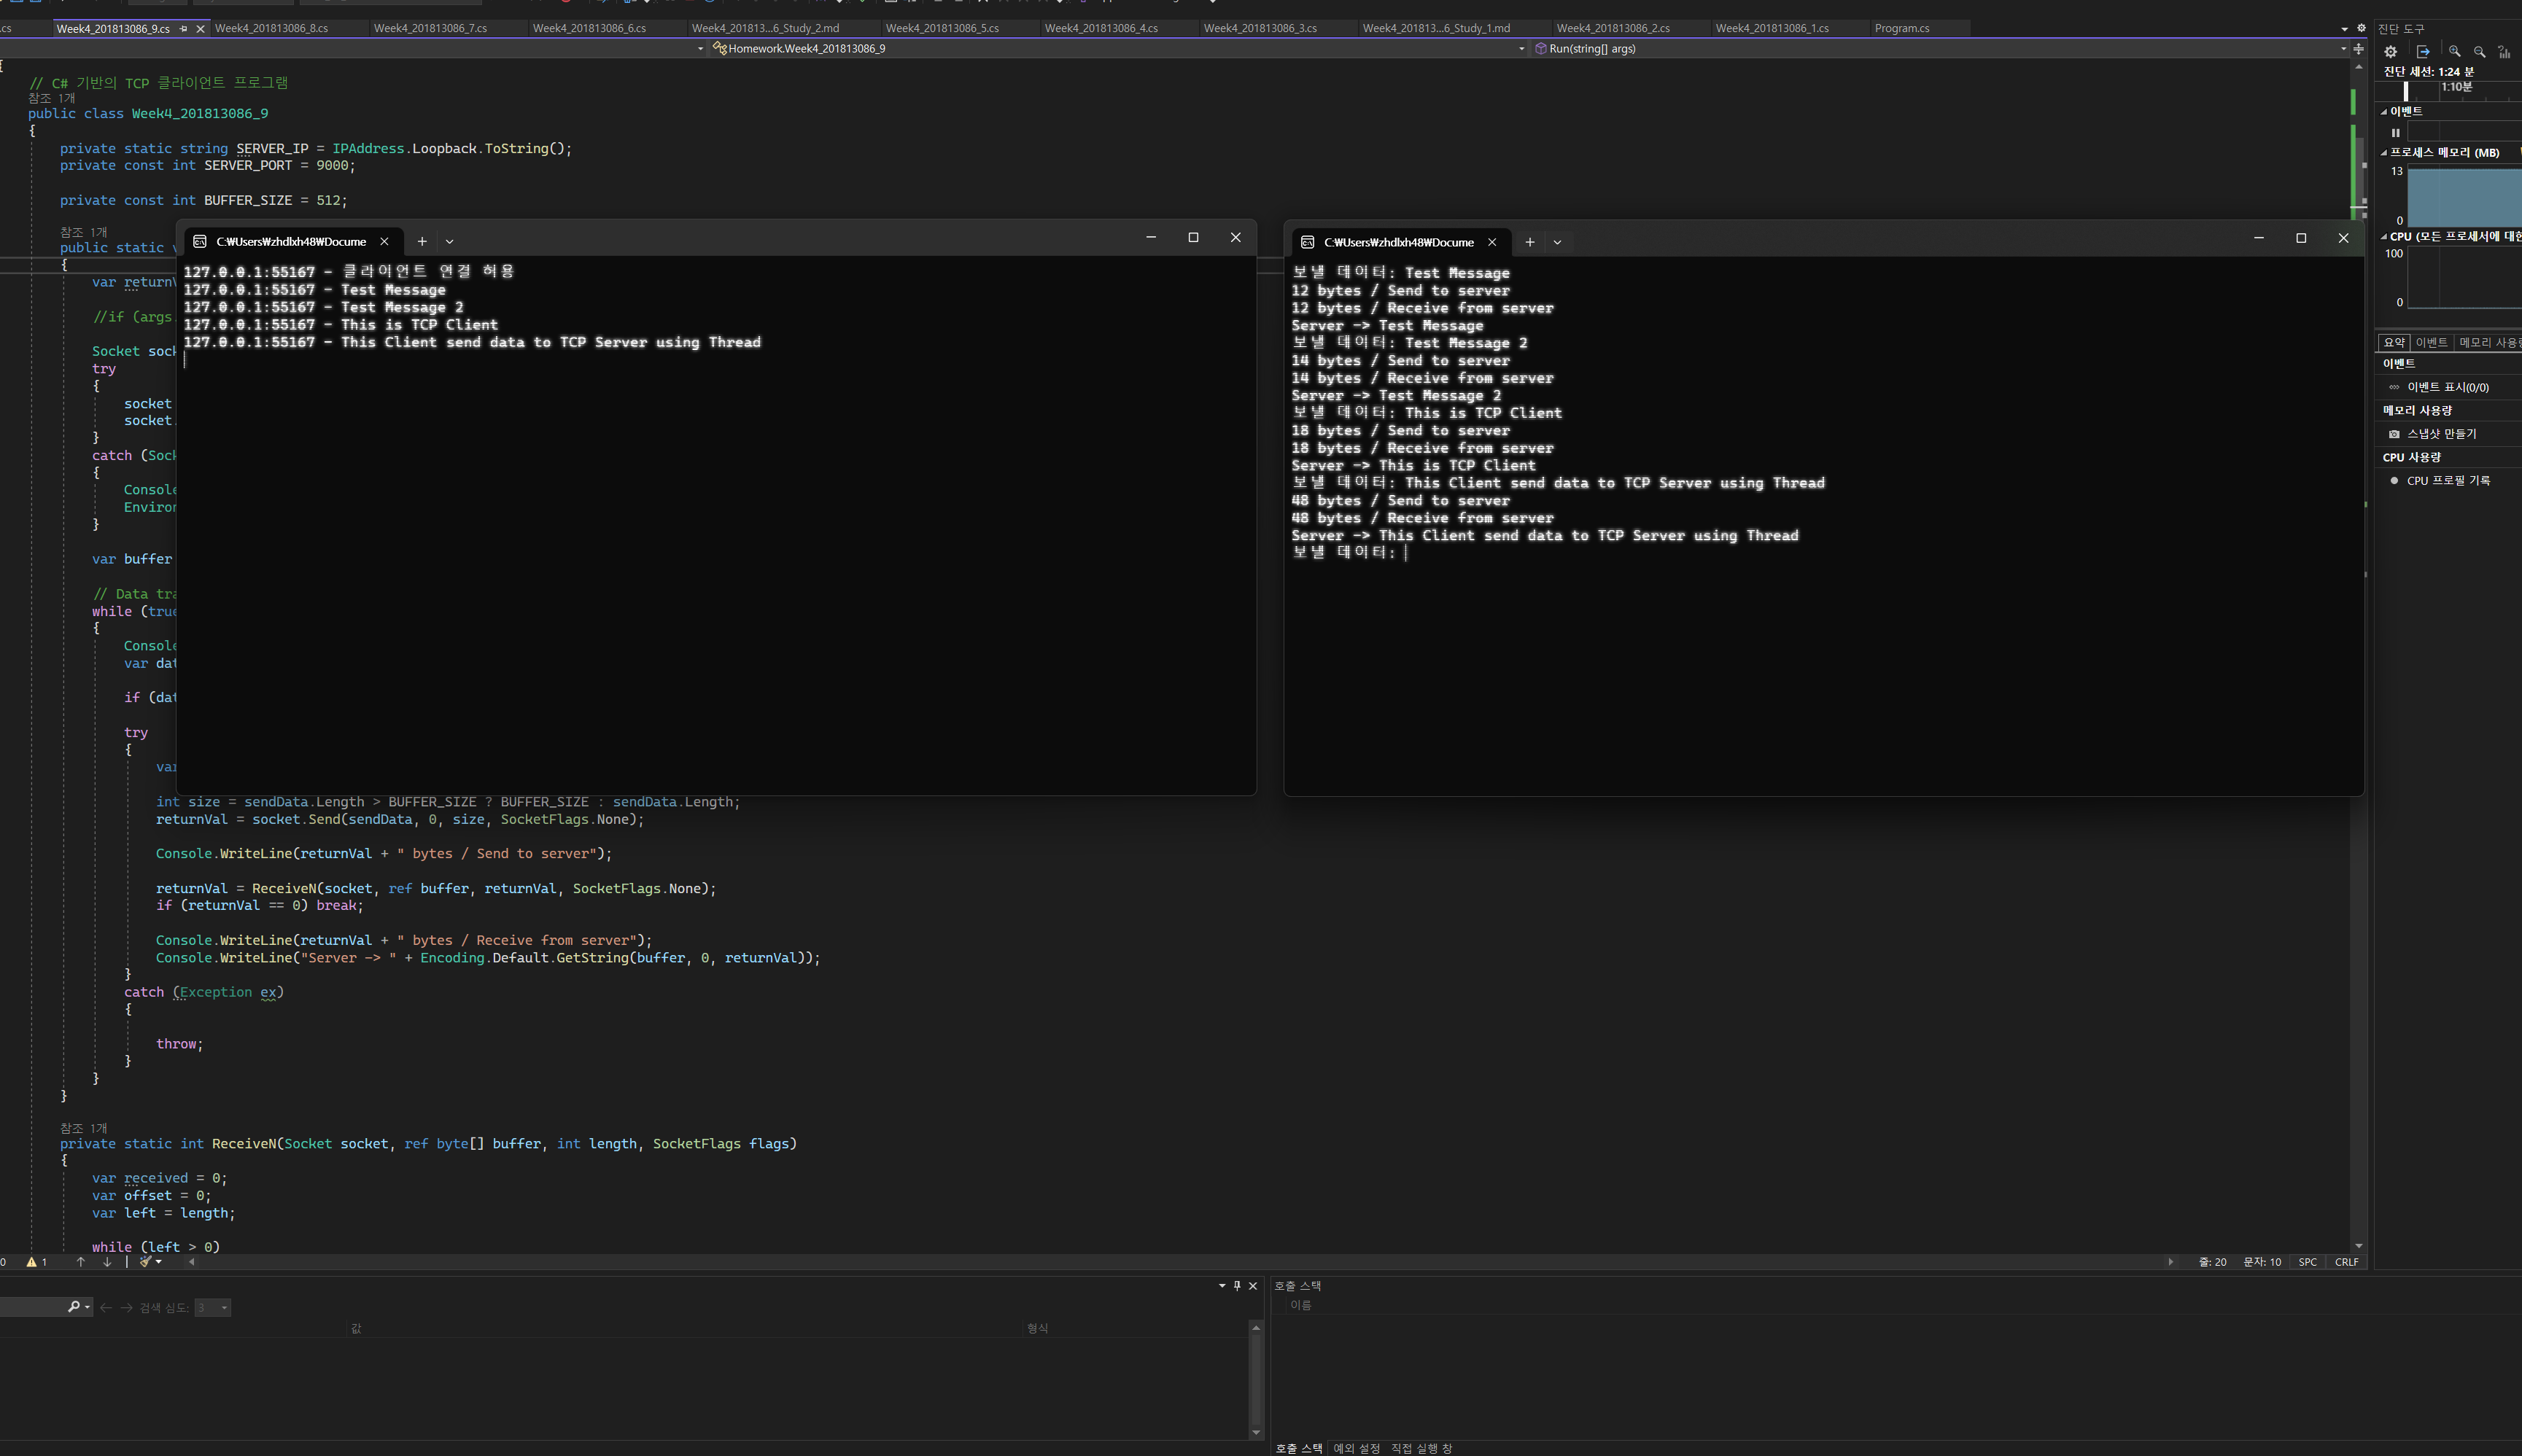 .cs
Week4_201813086_9.cs
Week4_201813086_8.cs
Week4_201813086_7.cs
Week4_201813086_6.cs
Week4_201813...6_Study_2.md
Week4_201813086_5.cs
Week4_201813086_4.cs
Week4_201813086_3.cs
Week4_201813...6_Study_1.md
Week4_201813086_2.cs
Week4_201813086_1.cs
Program.cs
Homework.Week4_201813086_9
Run(string[] args)
{
// C# 기반의 TCP 클라이언트 프로그램
참조 1개
public class Week4_201813086_9
{
private static string SERVER_IP = IPAddress.Loopback.ToString();
private const int SERVER_PORT = 9000;
private const int BUFFER_SIZE = 512;
참조 1개
public static v
{
var returnV
//if (args.
Socket sock
try
{
socket
socket.
}
catch (Sock
{
Console
Environ
}
var buffer
// Data tra
while (true
{
Console
var dat
if (dat
try
{
var
int size = sendData.Length > BUFFER_SIZE ? BUFFER_SIZE : sendData.Length;
returnVal = socket.Send(sendData, 0, size, SocketFlags.None);
Console.WriteLine(returnVal + " bytes / Send to server");
returnVal = ReceiveN(socket, ref buffer, returnVal, SocketFlags.None);
if (returnVal == 0) break;
Console.WriteLine(returnVal + " bytes / Receive from server");
Console.WriteLine("Server -> " + Encoding.Default.GetString(buffer, 0, returnVal));
}
catch (Exception ex)
{
throw;
}
}
}
참조 1개
private static int ReceiveN(Socket socket, ref byte[] buffer, int length, SocketFlags flags)
{
var received = 0;
var offset = 0;
var left = length;
while (left > 0)
C:₩Users₩zhdlxh48₩Docume
127.0.0.1:55167 - 클라이언트 연결 허용
127.0.0.1:55167 - Test Message
127.0.0.1:55167 - Test Message 2
127.0.0.1:55167 - This is TCP Client
127.0.0.1:55167 - This Client send data to TCP Server using Thread
C:₩Users₩zhdlxh48₩Docume
보낼 데이터: Test Message
12 bytes / Send to server
12 bytes / Receive from server
Server -> Test Message
보낼 데이터: Test Message 2
14 bytes / Send to server
14 bytes / Receive from server
Server -> Test Message 2
보낼 데이터: This is TCP Client
18 bytes / Send to server
18 bytes / Receive from server
Server -> This is TCP Client
보낼 데이터: This Client send data to TCP Server using Thread
48 bytes / Send to server
48 bytes / Receive from server
Server -> This Client send data to TCP Server using Thread
보낼 데이터:
진단 도구
진단 세션: 1:24 분
1:10분
이벤트
프로세스 메모리 (MB)
13
0
CPU (모든 프로세서에 대한
100
0
요약 이벤트 메모리 사용량
이벤트
이벤트 표시(0/0)
메모리 사용량
스냅샷 만들기
CPU 사용량
CPU 프로필 기록
0 1
줄: 20 문자: 10 SPC CRLF
검색 심도: 3
값 형식
호출 스택
이름
호출 스택 예외 설정 직접 실행 창